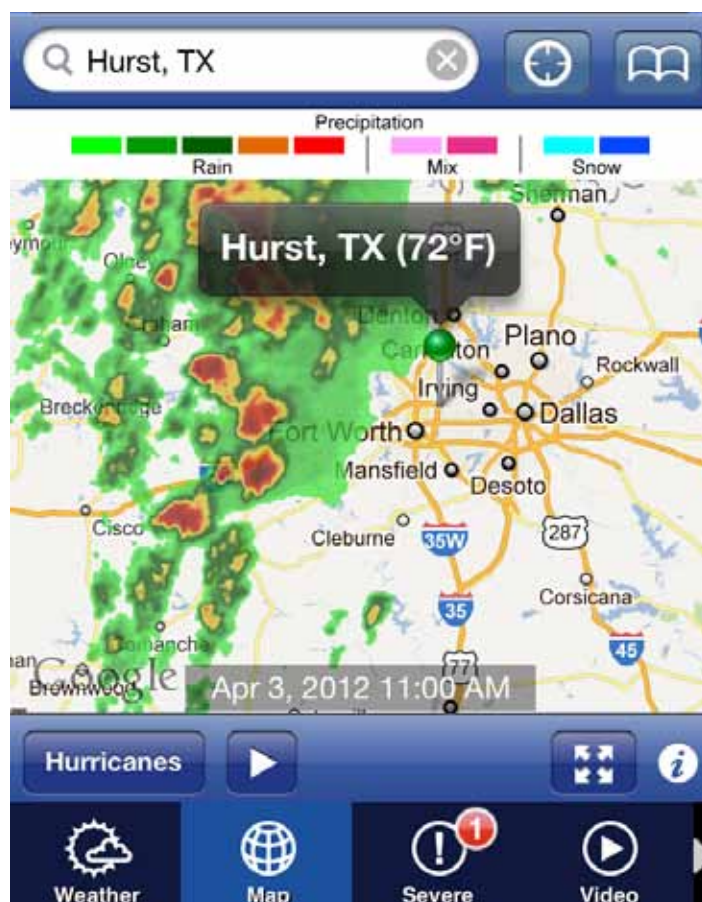 Hurst, TX
Precipitation
Rain Mix Snow
Sherman
Hurst, TX (72°F)
Olney
Graham
Denton
Plano
Carrollton
Rockwall
Irving
Breckenridge
Dallas
Fort Worth
Mansfield
Desoto
Cisco
Cleburne
35W
287
Corsicana
35
45
Comanche
77
Google
Brownwood
Apr 3, 2012 11:00 AM
Hurricanes
i
1
Weather Map Severe Video